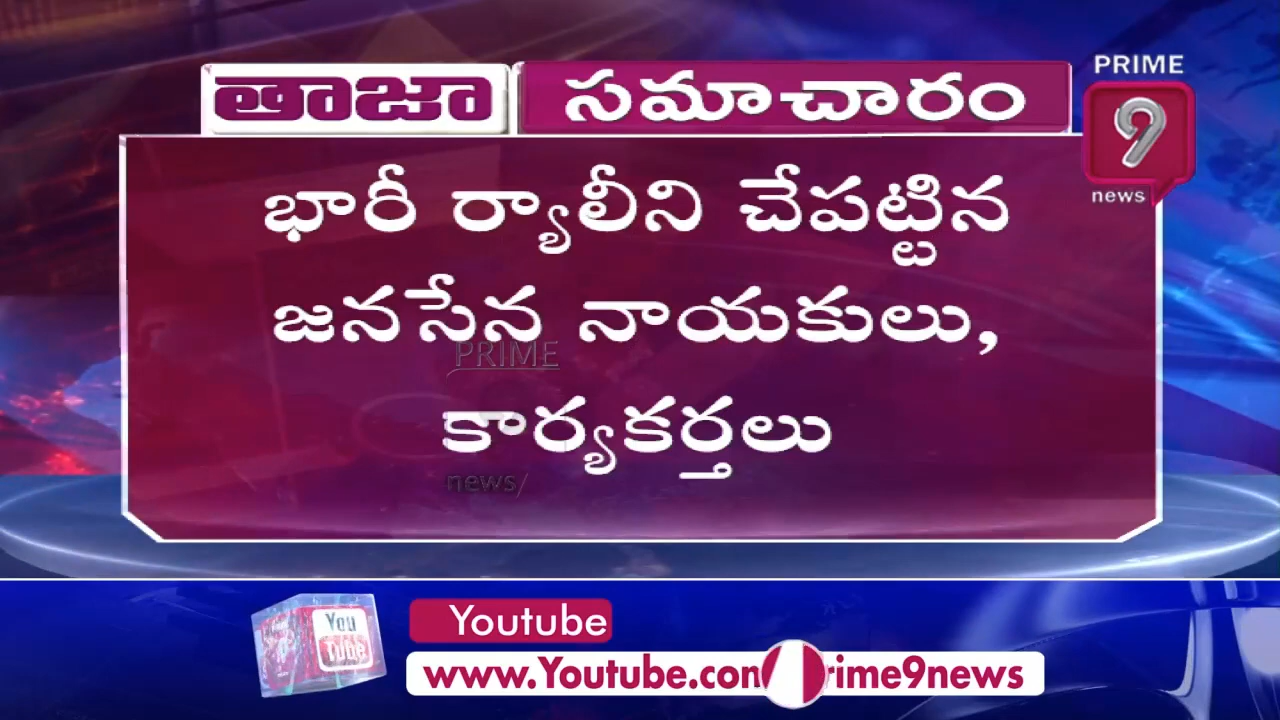 తాజా సమాచారం
PRIME
9
news
భారీ ర్యాలీని చేపట్టిన
జనసేన నాయకులు,
కార్యకర్తలు
PRIME
news
You
Tube
Youtube
www.Youtube.com rime9news